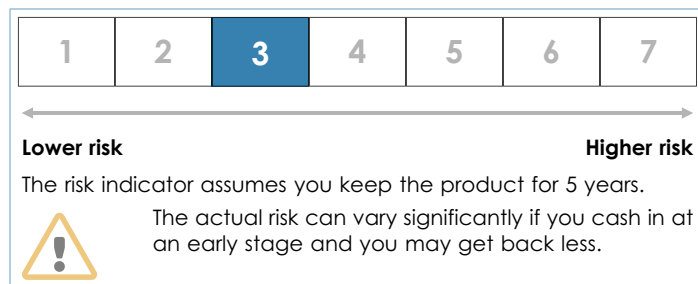 1 2 3 4 5 6 7
Lower risk Higher risk
The risk indicator assumes you keep the product for 5 years.
The actual risk can vary significantly if you cash in at
an early stage and you may get back less.